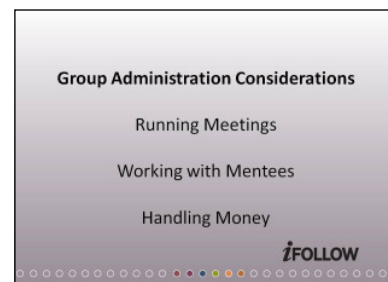 Group Administration Considerations
Running Meetings
Working with Mentees
Handling Money
iFOLLOW